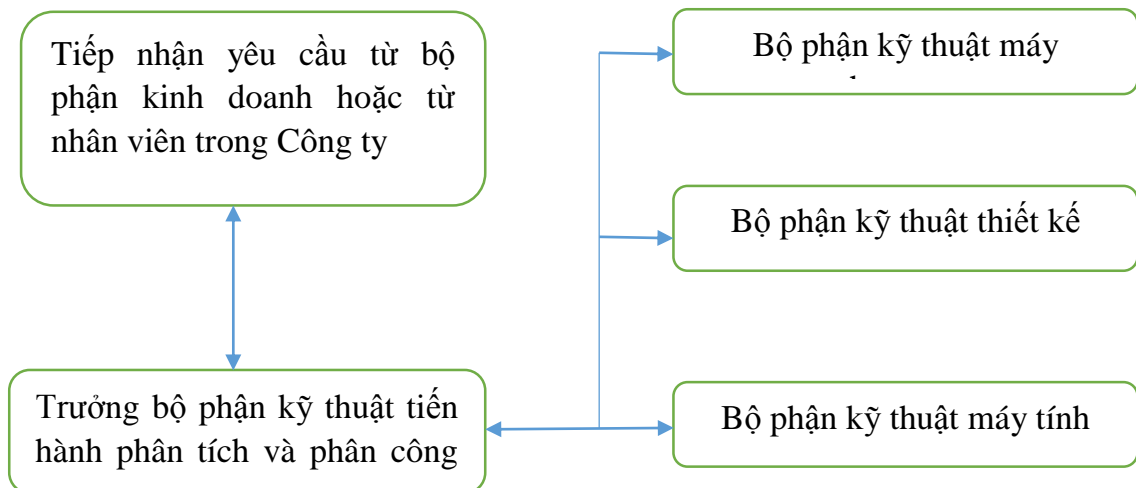 Tiếp nhận yêu cầu từ bộ
phận kinh doanh hoặc từ
nhân viên trong Công ty
Bộ phận kỹ thuật máy
Bộ phận kỹ thuật thiết kế
Trưởng bộ phận kỹ thuật tiến
hành phân tích và phân công
Bộ phận kỹ thuật máy tính